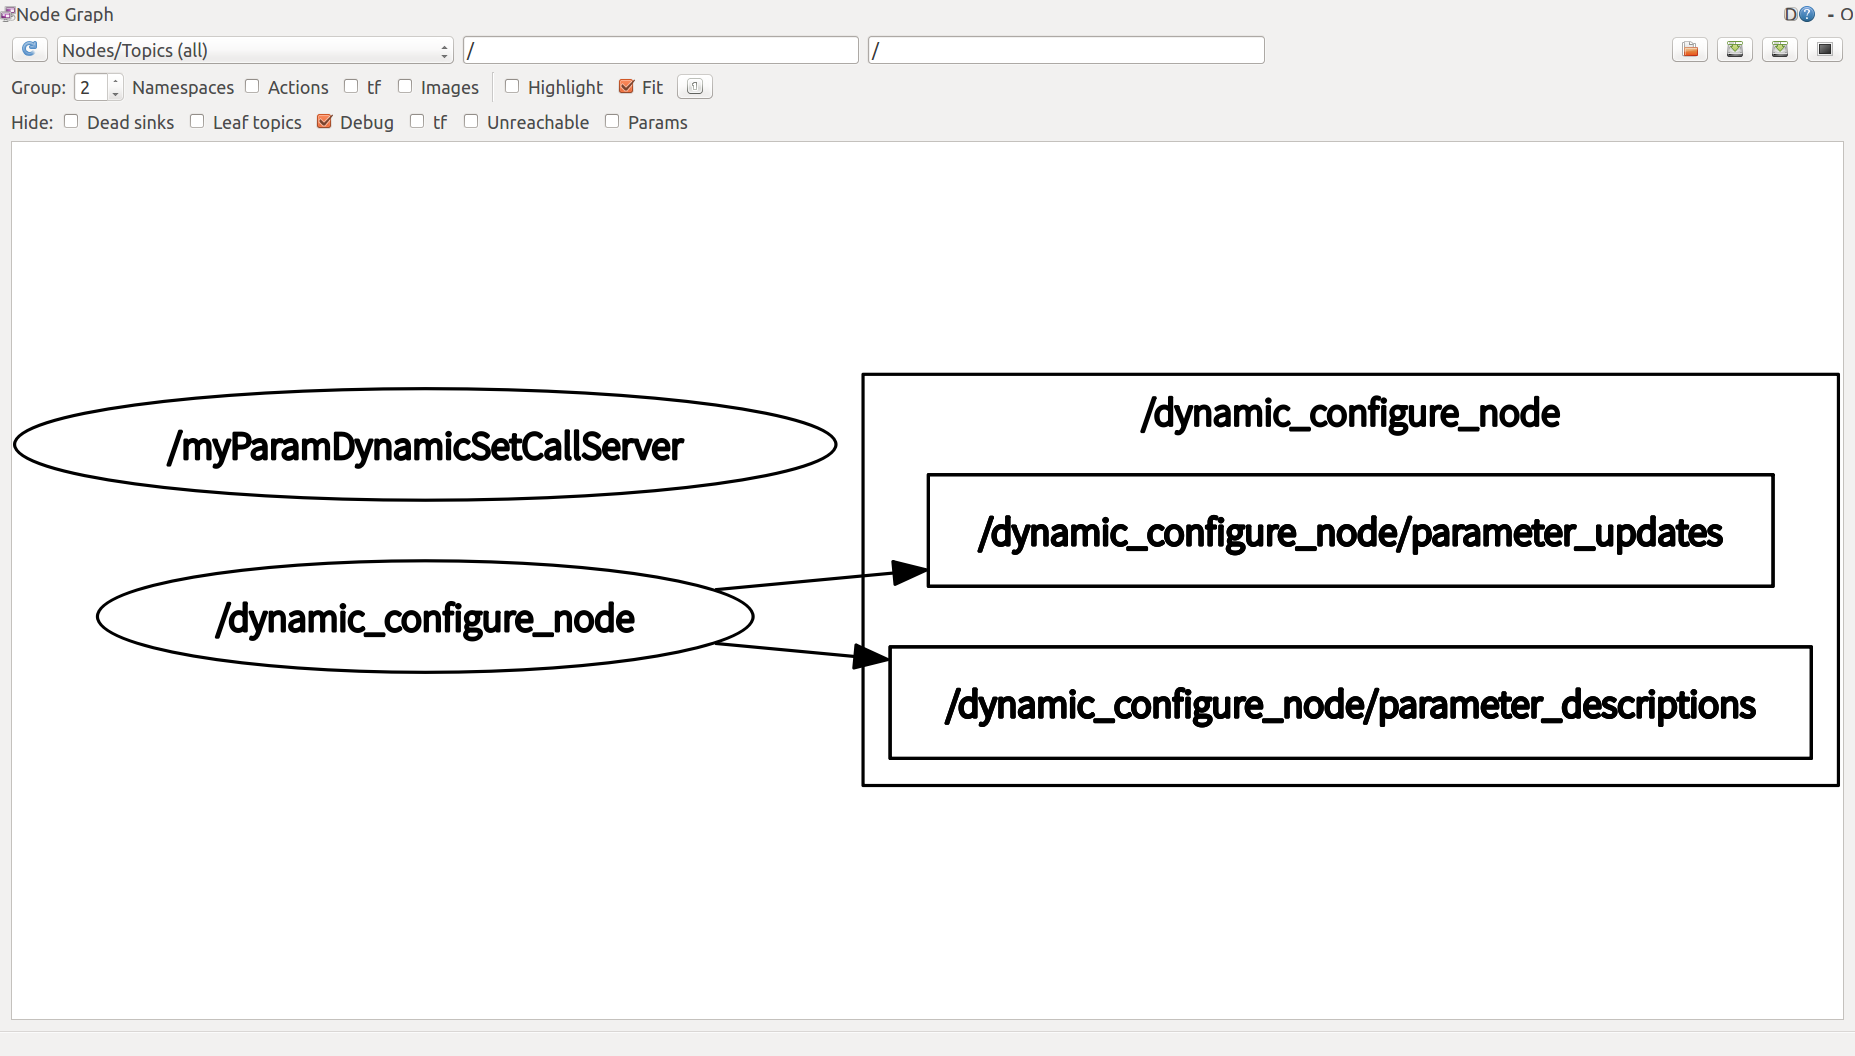 Node Graph
D ? - O
Nodes/Topics (all) / /
Group: 2 Namespaces Actions tf Images Highlight Fit
Hide: Dead sinks Leaf topics Debug tf Unreachable Params
/dynamic_configure_node
/myParamDynamicSetCallServer
/dynamic_configure_node/parameter_updates
/dynamic_configure_node
/dynamic_configure_node/parameter_descriptions